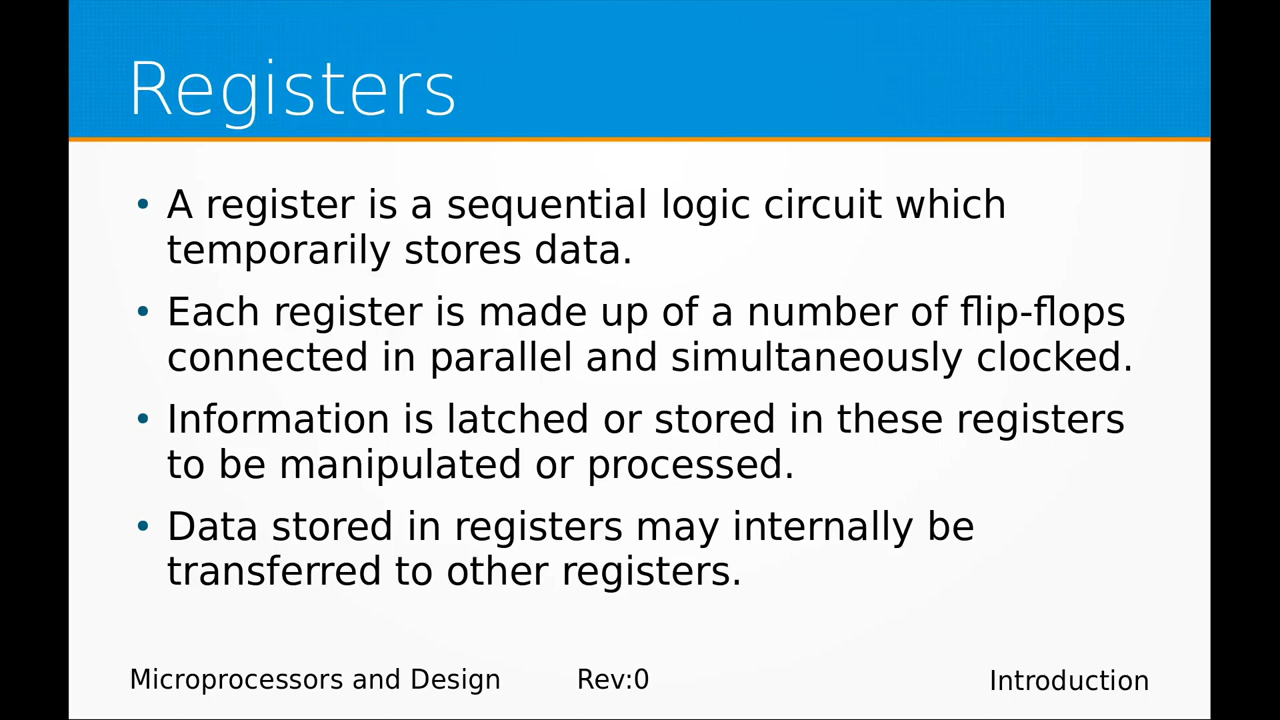 Registers
• A register is a sequential logic circuit which
temporarily stores data.
• Each register is made up of a number of flip-flops
connected in parallel and simultaneously clocked.
• Information is latched or stored in these registers
to be manipulated or processed.
• Data stored in registers may internally be
transferred to other registers.
Microprocessors and Design Rev:0 Introduction